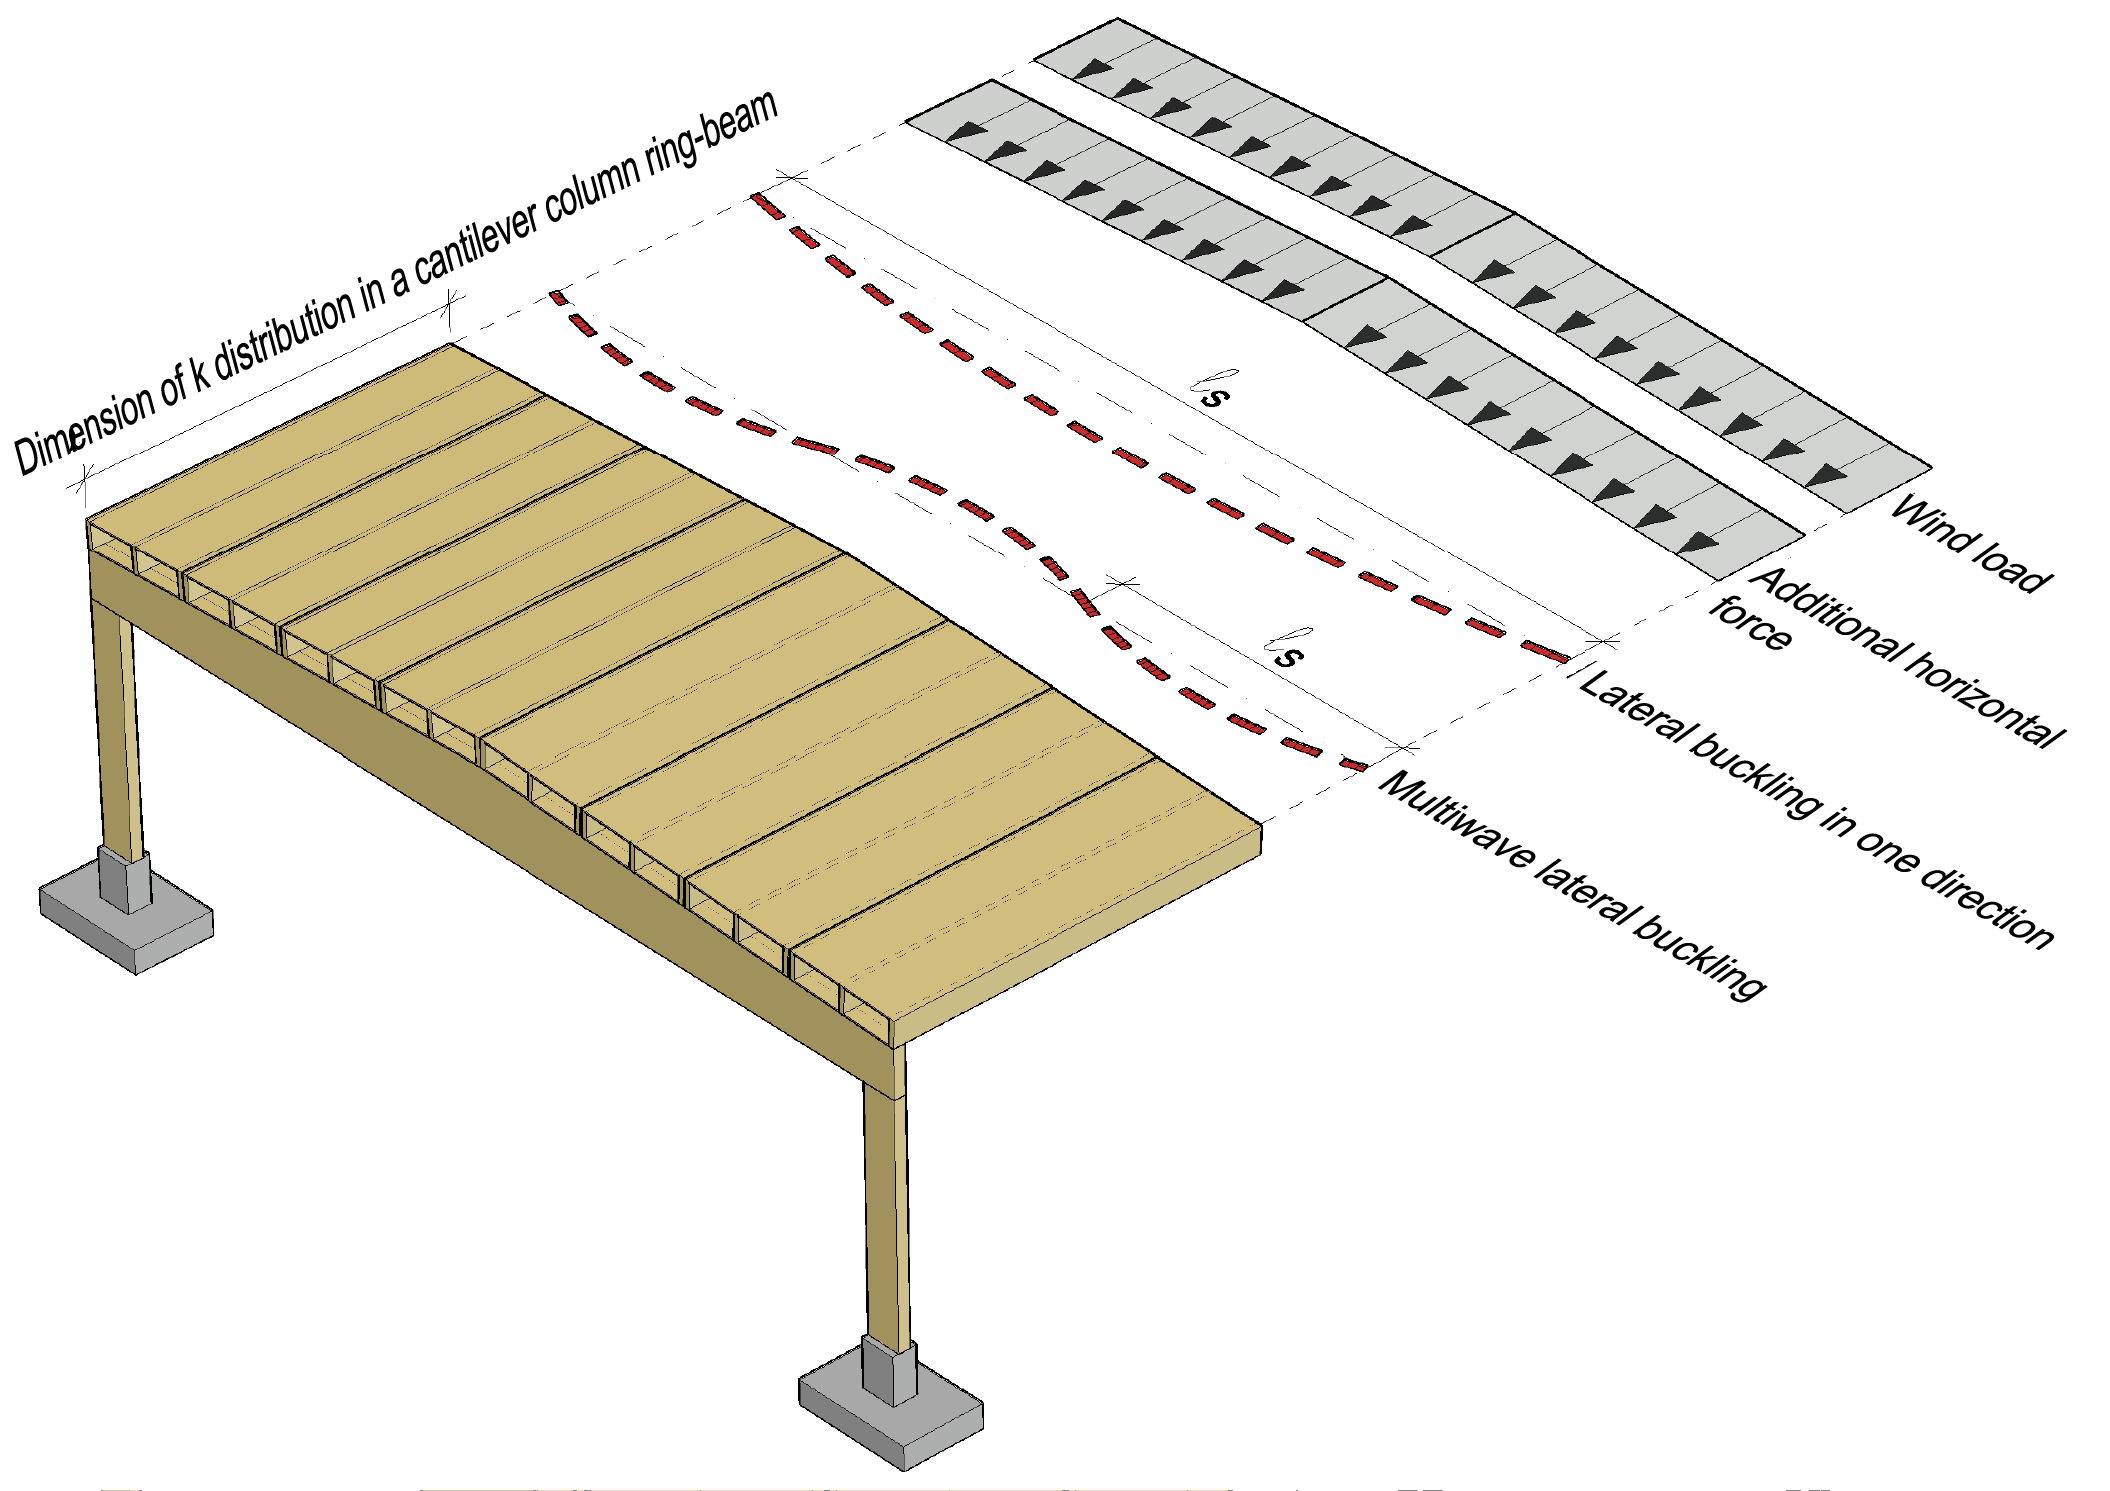 Dimension of k distribution in a cantilever column ring-beam
e
ℓs
ℓs
Wind load
Additional horizontal
force
Lateral buckling in one direction
Multiwave lateral buckling